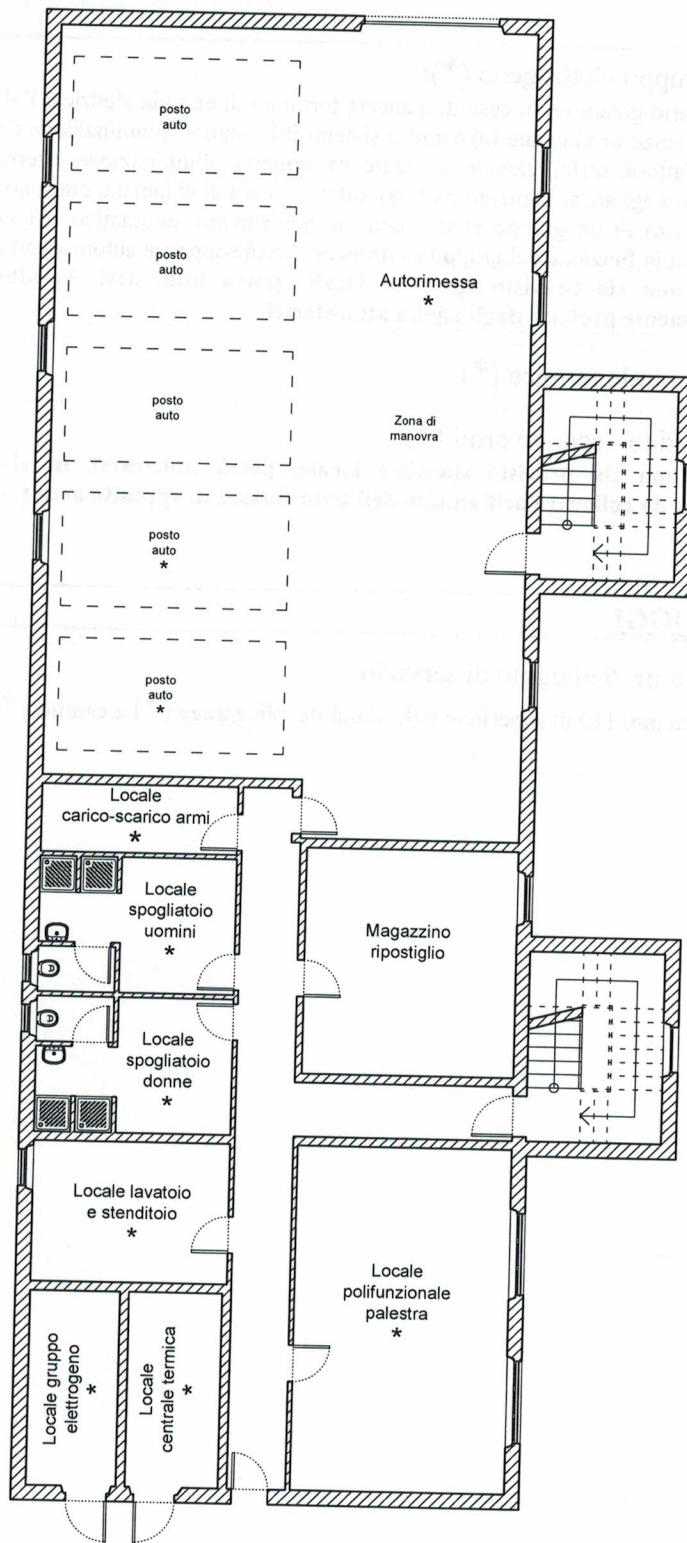 posto
auto
posto
auto
Autorimessa
*
posto
auto
Zona di
manovra
posto
auto
*
posto
auto
*
Locale
carico-scarico armi
*
Locale
spogliatoio
uomini
*
Magazzino
ripostiglio
Locale
spogliatoio
donne
*
Locale lavatoio
e stenditoio
*
Locale
polifunzionale
palestra
*
Locale gruppo
elettrogeno
*
Locale
centrale termica
*